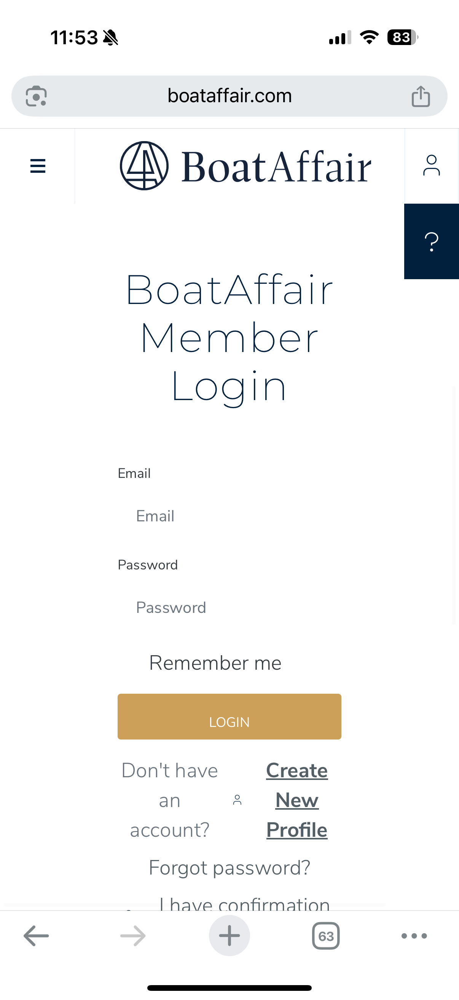 11:53
83
boataffair.com
BoatAffair
?
BoatAffair
Member
Login
Email
Email
Password
Password
Remember me
LOGIN
Don't have
an
account?
Create
New
Profile
Forgot password?
I have confirmation
63